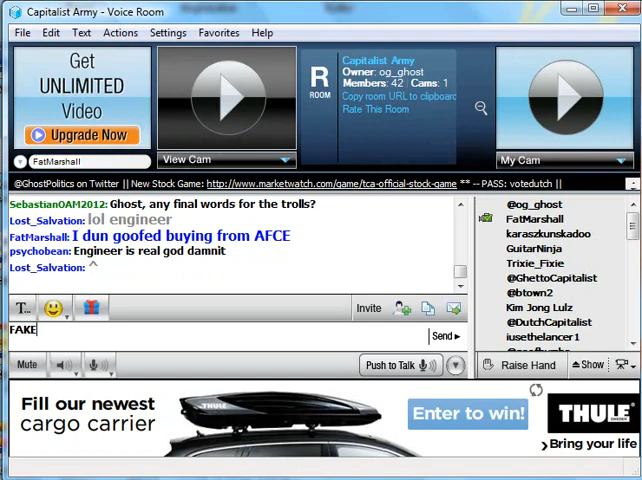 Capitalist Army - Voice Room
File Edit Text Actions Settings Favorites Help
Get
UNLIMITED
Video
Upgrade Now
FatMarshall
View Cam
R
ROOM
Capitalist Army
Owner: og_ghost
Members: 42 Cams: 1
Copy room URL to clipboard
Rate This Room
My Cam
@GhostPolitics on Twitter || New Stock Game: http://www.marketwatch.com/game/tca-official-stock-game ** -- PASS: votedutch ||
SebastianOAM2012: Ghost, any final words for the trolls?
Lost_Salvation: lol engineer
FatMarshall: I dun goofed buying from AFCE
psychobean: Engineer is real god damnit
Lost_Salvation: ^
@og_ghost
FatMarshall
karaszkunskadoo
GuitarNinja
Trixie_Fixie
@GhettoCapitalist
@btown2
Kim Jong Lulz
@DutchCapitalist
iusethelancer1
T... Invite
FAKE
Send
Mute
Push to Talk
Raise Hand
Show
Fill our newest
cargo carrier
THULE
Enter to win!
THULE
SWEDEN
Bring your life